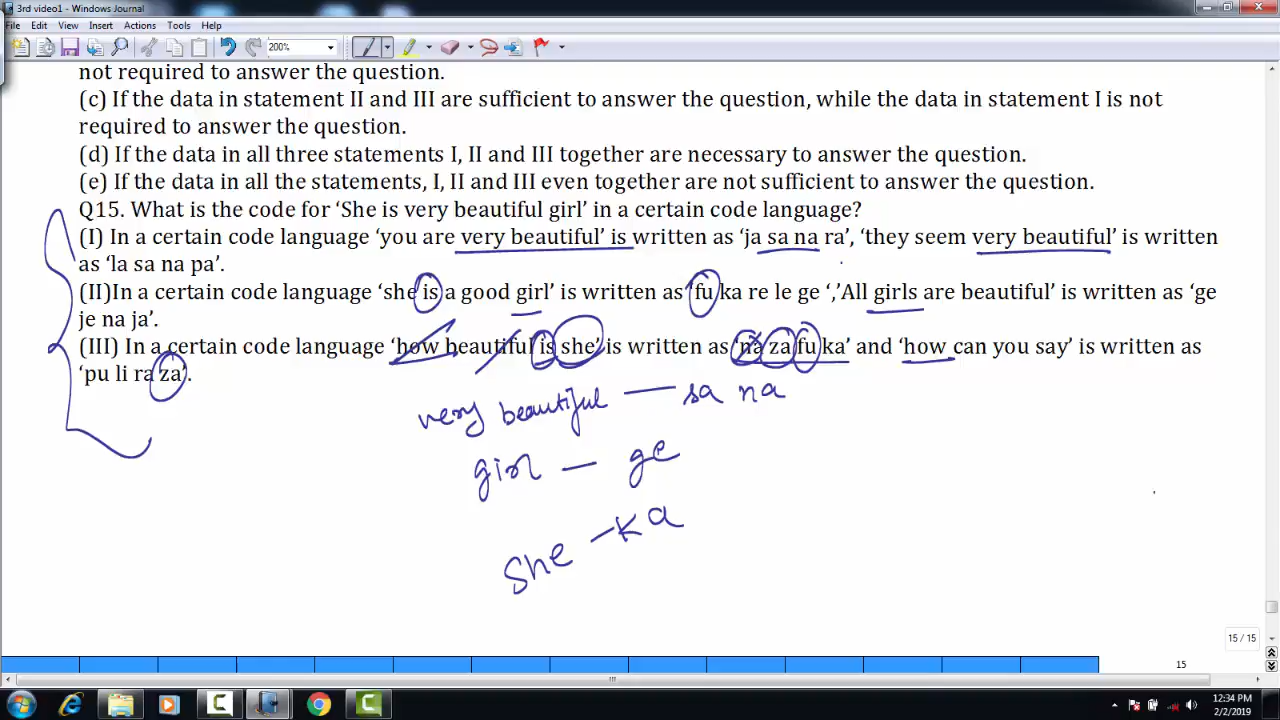 3rd video1 - Windows Journal
File Edit View Insert Actions Tools Help
200%
not required to answer the question.
(c) If the data in statement II and III are sufficient to answer the question, while the data in statement I is not
required to answer the question.
(d) If the data in all three statements I, II and III together are necessary to answer the question.
(e) If the data in all the statements, I, II and III even together are not sufficient to answer the question.
Q15. What is the code for ‘She is very beautiful girl’ in a certain code language?
(I) In a certain code language ‘you are very beautiful’ is written as ‘ja sa na ra’, ‘they seem very beautiful’ is written
as ‘la sa na pa’.
(II)In a certain code language ‘she is a good girl’ is written as ‘fu ka re le ge ‘,’All girls are beautiful’ is written as ‘ge
je na ja’.
(III) In a certain code language ‘how beautiful is she’ is written as ‘na za fu ka’ and ‘how can you say’ is written as
‘pu li ra za’.
very beautiful — sa na
girl — ge
She — ka
15 / 15
15
12:34 PM
2/2/2019